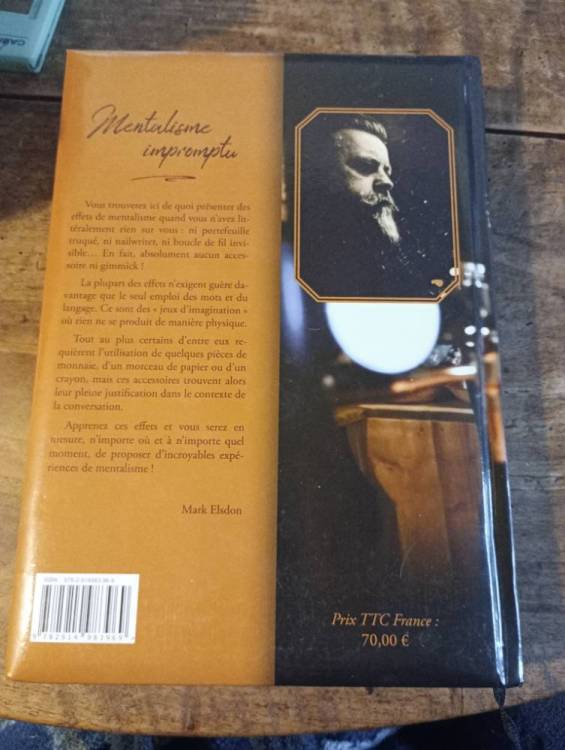 Mentalisme
impromptu
Vous trouverez ici de quoi présenter des
effets de mentalisme quand vous n'avez lit-
téralement rien sur vous : ni portefeuille
truqué, ni nailwriter, ni boucle de fil invi-
sible… En fait, absolument aucun acces-
soire ni gimmick !
La plupart des effets n'exigent guère da-
vantage que le seul emploi des mots et du
langage. Ce sont des « jeux d'imagination »
où rien ne se produit de manière physique.
Tout au plus certains d'entre eux re-
quièrent l'utilisation de quelques pièces de
monnaie, d'un morceau de papier ou d'un
crayon, mais ces accessoires trouvent alors
leur pleine justification dans le contexte de
la conversation.
Apprenez ces effets et vous serez en
mesure, n'importe où et à n'importe quel
moment, de proposer d'incroyables expé-
riences de mentalisme !
Mark Elsdon
ISBN
9 782914 983969
Prix TTC France :
70,00 €